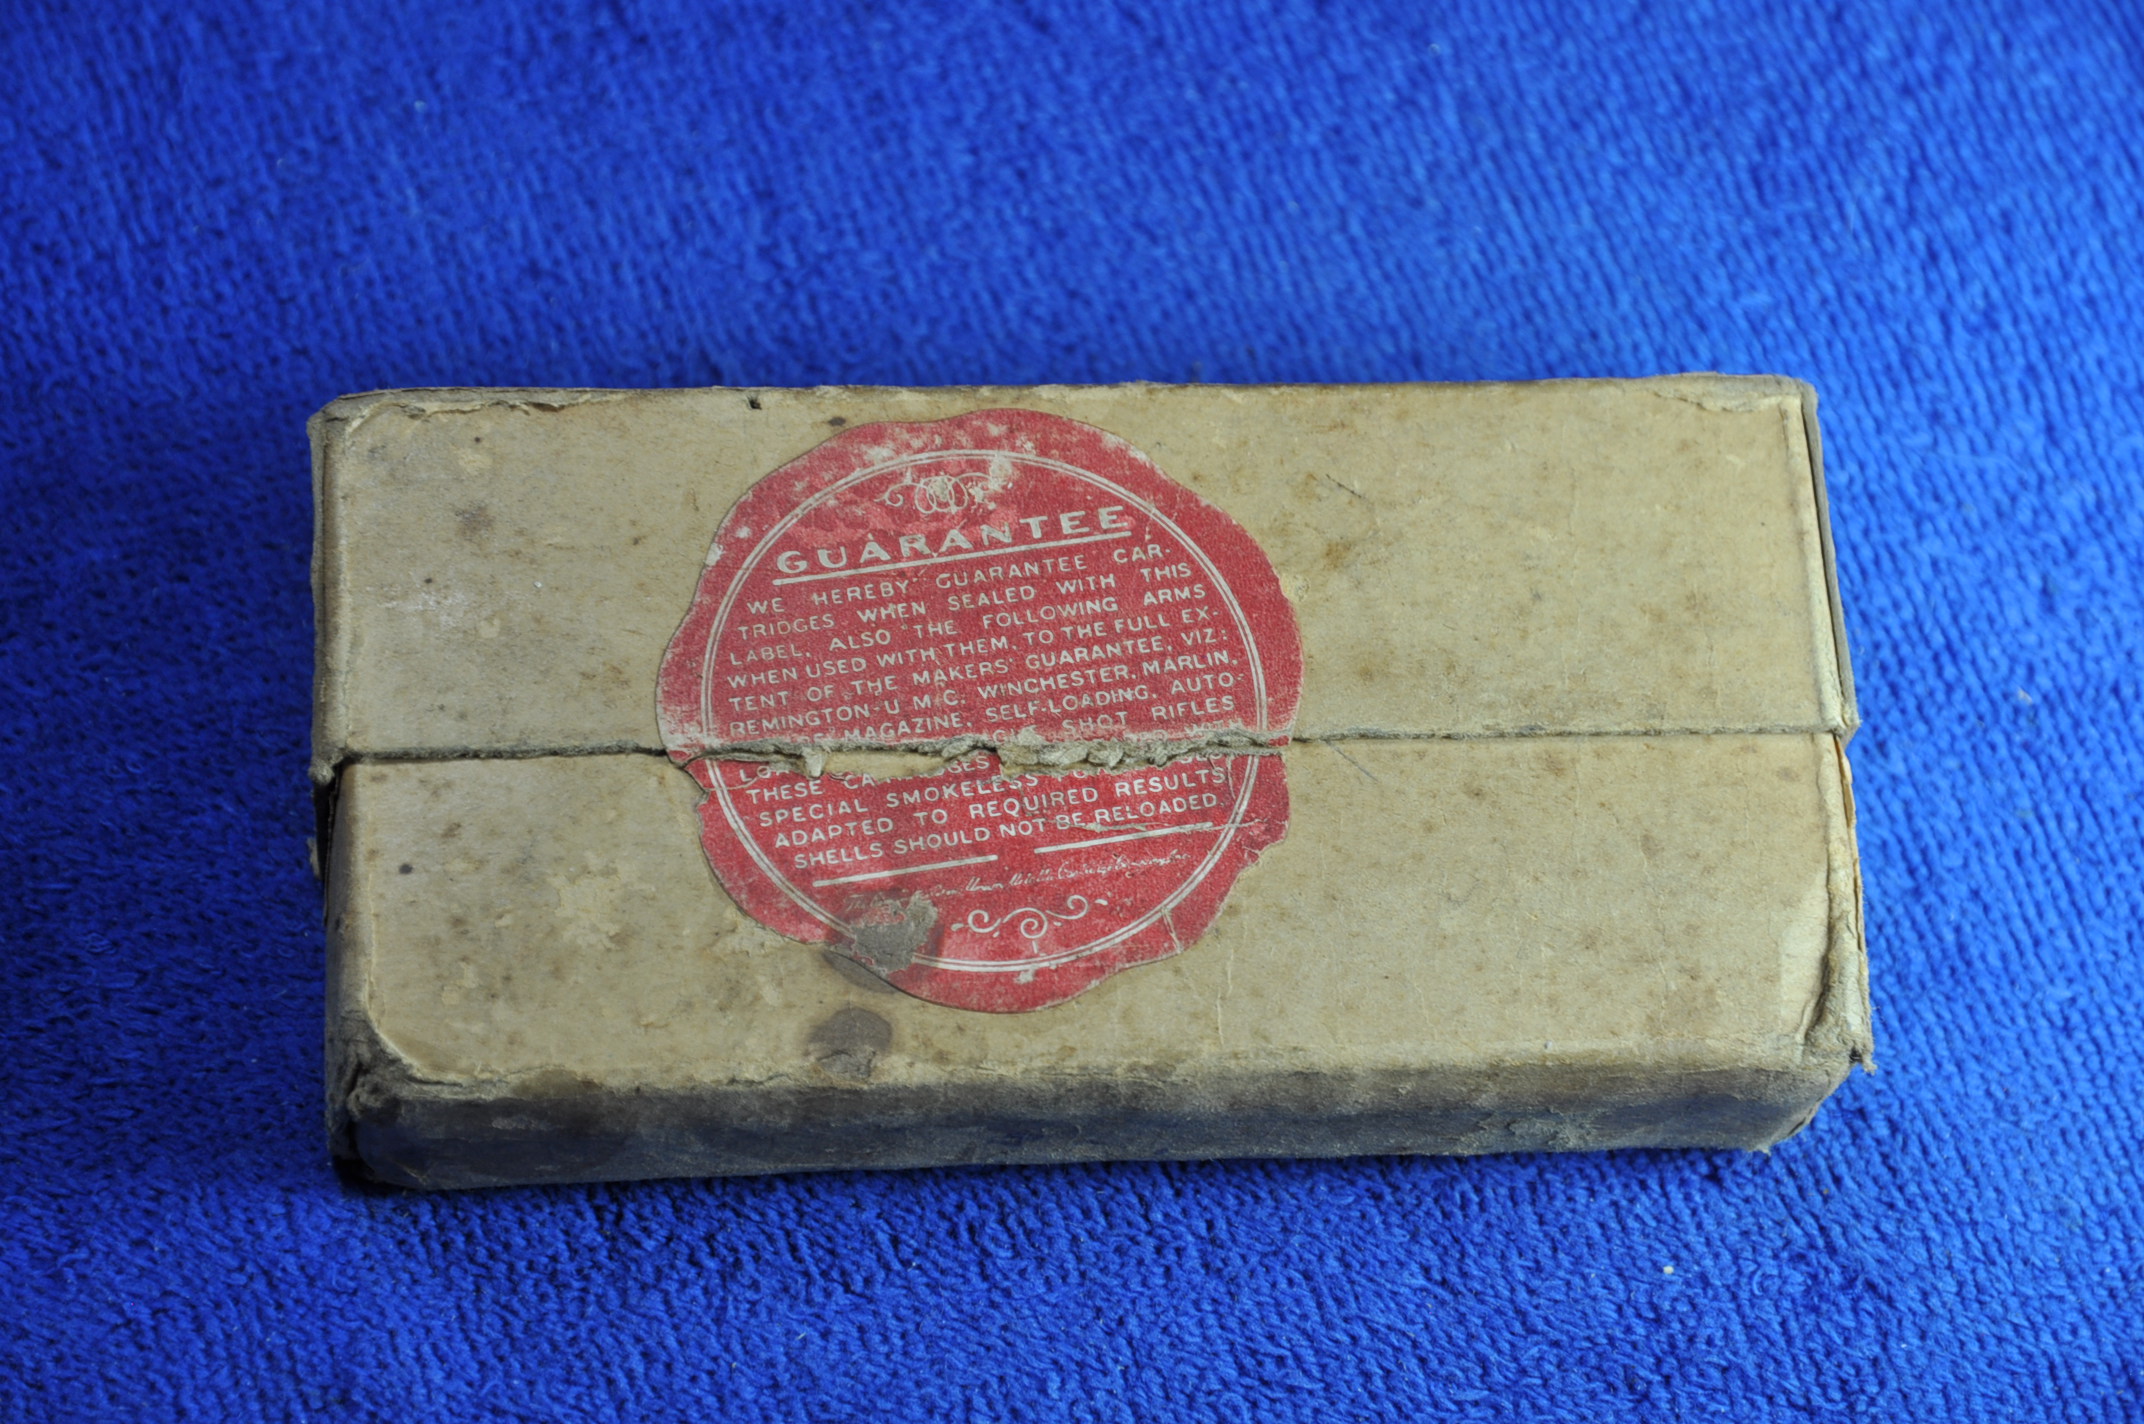 GUARANTEE
WE HEREBY GUARANTEE CAR-
TRIDGES WHEN SEALED WITH THIS
LABEL, ALSO THE FOLLOWING ARMS
WHEN USED WITH THEM, TO THE FULL EX-
TENT OF THE MAKERS' GUARANTEE, VIZ:
REMINGTON-U M C. WINCHESTER, MARLIN,
MAGAZINE, SELF-LOADING, AUTO-
SHOT RIFLES
THESE
SPECIAL SMOKELESS
ADAPTED TO REQUIRED RESULTS
SHELLS SHOULD NOT BE RELOADED.